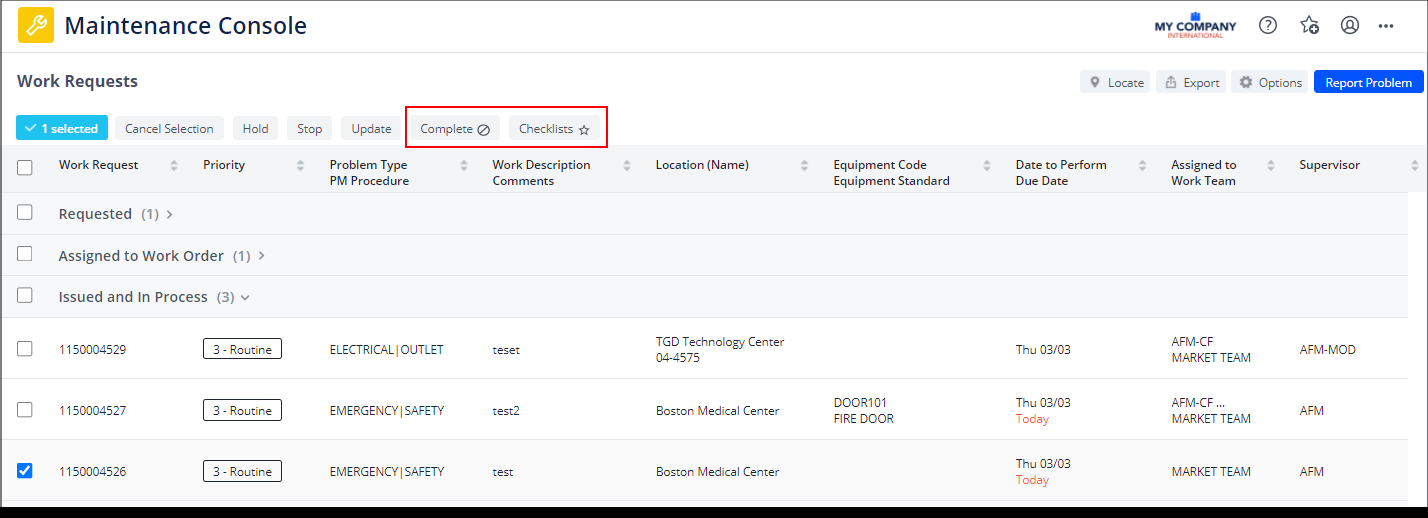 Maintenance Console
MY COMPANY
INTERNATIONAL
Work Requests
Locate
Export
Options
Report Problem
1 selected
Cancel Selection
Hold
Stop
Update
Complete
Checklists
Work Request
Priority
Problem Type
PM Procedure
Work Description
Comments
Location (Name)
Equipment Code
Equipment Standard
Date to Perform
Due Date
Assigned to
Work Team
Supervisor
Requested (1)
Assigned to Work Order (1)
Issued and In Process (3)
1150004529
3 - Routine
ELECTRICAL|OUTLET
teset
TGD Technology Center
04-4575
Thu 03/03
AFM-CF
MARKET TEAM
AFM-MOD
1150004527
3 - Routine
EMERGENCY|SAFETY
test2
Boston Medical Center
DOOR101
FIRE DOOR
Thu 03/03
Today
AFM-CF ...
MARKET TEAM
AFM
1150004526
3 - Routine
EMERGENCY|SAFETY
test
Boston Medical Center
Thu 03/03
Today
MARKET TEAM
AFM